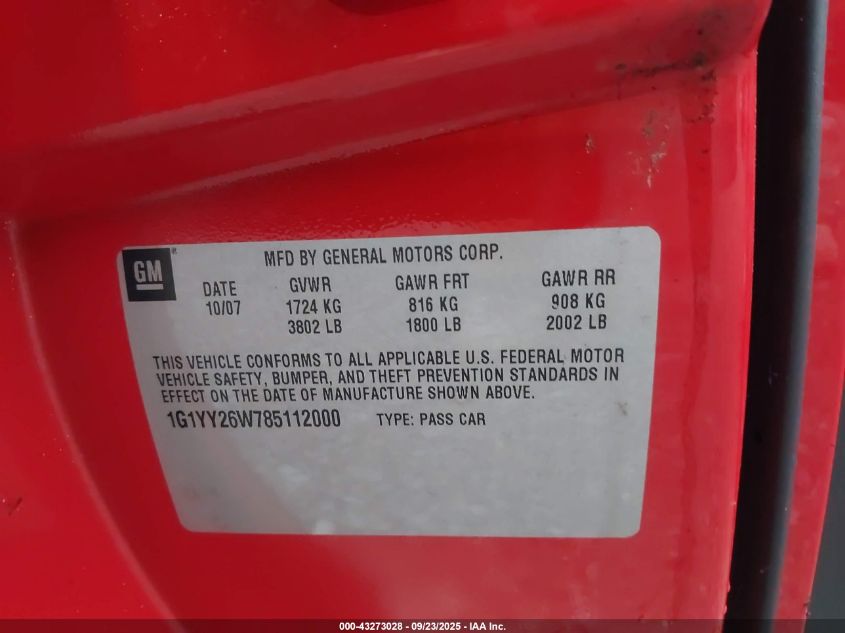 GM
MFD BY GENERAL MOTORS CORP.
DATE GVWR GAWR FRT GAWR RR
10/07 1724 KG 816 KG 908 KG
3802 LB 1800 LB 2002 LB
THIS VEHICLE CONFORMS TO ALL APPLICABLE U.S. FEDERAL MOTOR
VEHICLE SAFETY, BUMPER, AND THEFT PREVENTION STANDARDS IN
EFFECT ON THE DATE OF MANUFACTURE SHOWN ABOVE.
1G1YY26W785112000 TYPE: PASS CAR
000-43273028 - 09/23/2025 - IAA Inc.